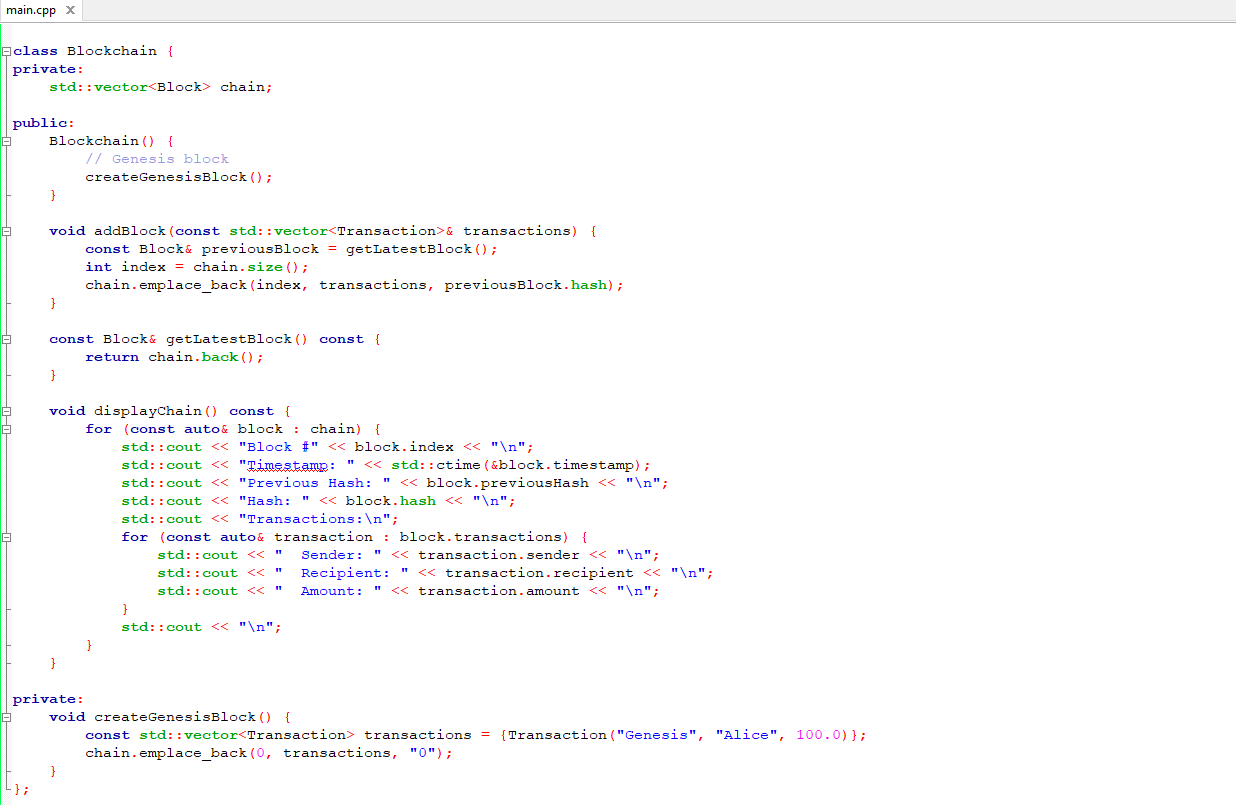 main.cpp X
class Blockchain {
private:
    std::vector<Block> chain;

public:
    Blockchain() {
        // Genesis block
        createGenesisBlock();
    }

    void addBlock(const std::vector<Transaction>& transactions) {
        const Block& previousBlock = getLatestBlock();
        int index = chain.size();
        chain.emplace_back(index, transactions, previousBlock.hash);
    }

    const Block& getLatestBlock() const {
        return chain.back();
    }

    void displayChain() const {
        for (const auto& block : chain) {
            std::cout << "Block #" << block.index << "\n";
            std::cout << "Timestamp: " << std::ctime(&block.timestamp);
            std::cout << "Previous Hash: " << block.previousHash << "\n";
            std::cout << "Hash: " << block.hash << "\n";
            std::cout << "Transactions:\n";
            for (const auto& transaction : block.transactions) {
                std::cout << "  Sender: " << transaction.sender << "\n";
                std::cout << "  Recipient: " << transaction.recipient << "\n";
                std::cout << "  Amount: " << transaction.amount << "\n";
            }
            std::cout << "\n";
        }
    }

private:
    void createGenesisBlock() {
        const std::vector<Transaction> transactions = {Transaction("Genesis", "Alice", 100.0)};
        chain.emplace_back(0, transactions, "0");
    }
};